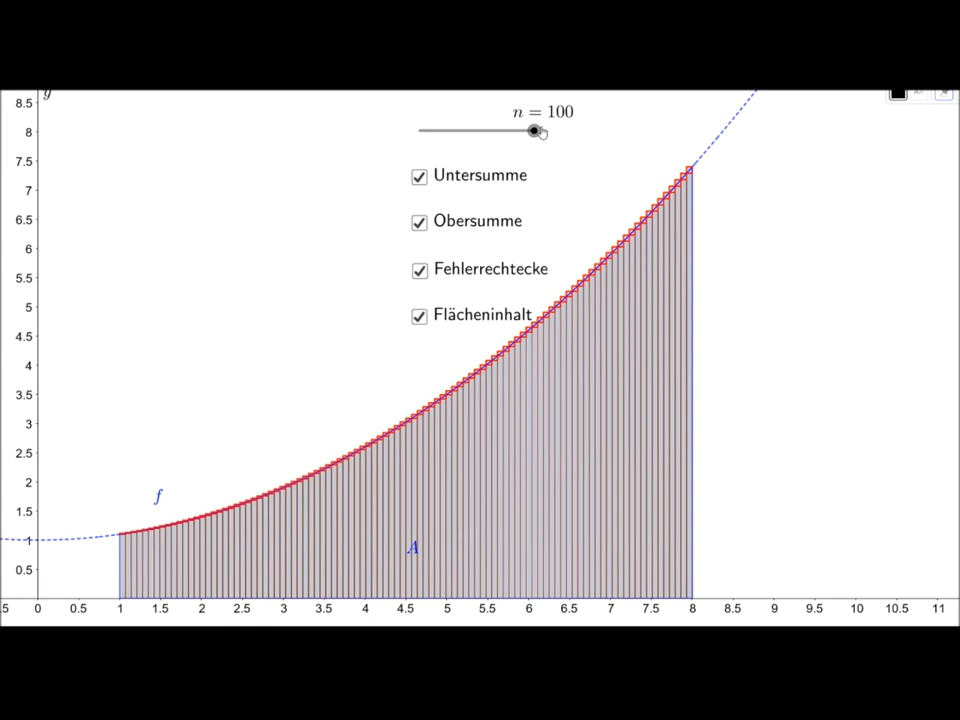 y
n = 100
Untersumme
Obersumme
Fehlerrechtecke
Flächeninhalt
f
A
8.5
8
7.5
7
6.5
6
5.5
5
4.5
4
3.5
3
2.5
2
1.5
1
0.5
.5 0 0.5 1 1.5 2 2.5 3 3.5 4 4.5 5 5.5 6 6.5 7 7.5 8 8.5 9 9.5 10 10.5 11